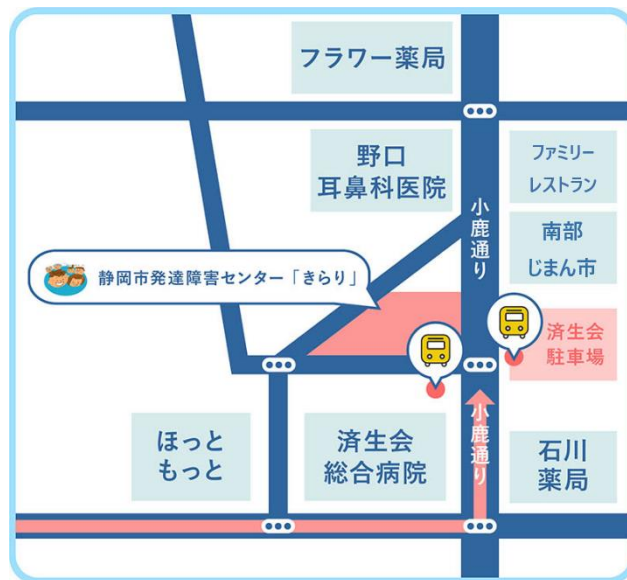 フラワー薬局
野口
耳鼻科医院
ファミリー
レストラン
小鹿通り
南部
じまん市
静岡市発達障害センター「きらり」
済生会
駐車場
ほっと
もっと
済生会
総合病院
小鹿通り
石川
薬局